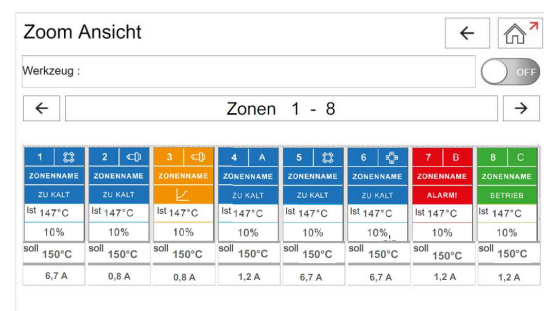 Zoom Ansicht
Werkzeug :
OFF
Zonen 1 - 8
1 2 3 4 A 5 6 7 B 8 C
ZONENNAME ZONENNAME ZONENNAME ZONENNAME ZONENNAME ZONENNAME ZONENNAME ZONENNAME
ZU KALT ZU KALT ZU KALT ZU KALT ZU KALT ALARM! BETRIEB
Ist 147°C Ist 147°C Ist 147°C Ist 147°C Ist 147°C Ist 147°C Ist 147°C Ist 147°C
10% 10% 10% 10% 10% 10% 10% 10%
soll 150°C soll 150°C soll 150°C soll 150°C soll 150°C soll 150°C soll 150°C soll 150°C
6,7 A 0,8 A 0,8 A 1,2 A 6,7 A 6,7 A 1,2 A 1,2 A